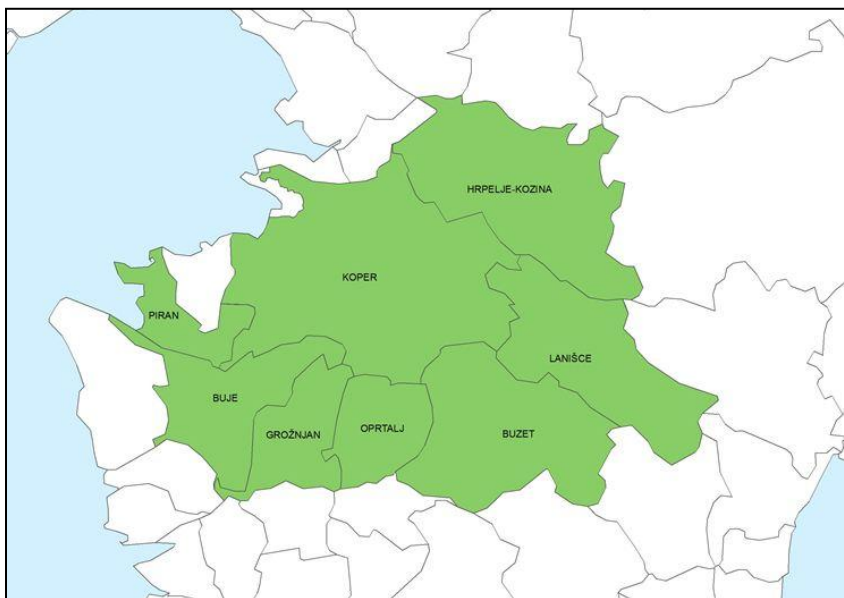 HRPELJE-KOZINA
KOPER
PIRAN
LANIŠCE
BUJE
GROŽNJAN
OPRTALJ
BUZET